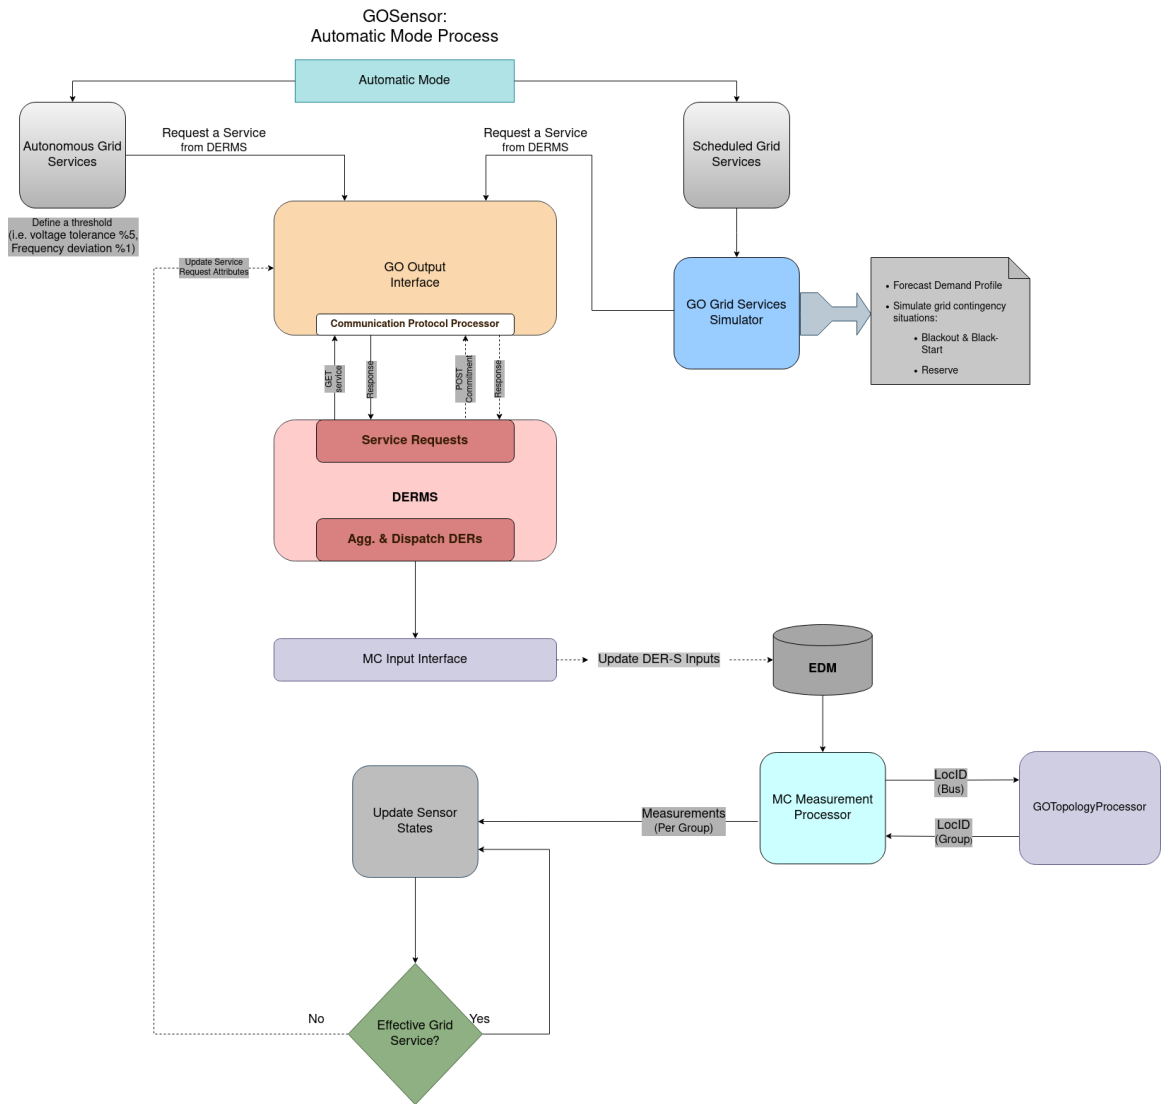 GOSensor:
Automatic Mode Process
Automatic Mode
Autonomous Grid
Services
Request a Service
from DERMS
Request a Service
from DERMS
Scheduled Grid
Services
Define a threshold
(i.e. voltage tolerance %5,
Frequency deviation %1)
Update Service
Request Attributes
GO Output
Interface
Communication Protocol Processor
GO Grid Services
Simulator
• Forecast Demand Profile
• Simulate grid contingency
situations:
• Blackout & Black-
Start
• Reserve
GET
service
Response
POST
Commitment
Response
Service Requests
DERMS
Agg. & Dispatch DERs
MC Input Interface
Update DER-S Inputs
EDM
Update Sensor
States
Measurements
(Per Group)
MC Measurement
Processor
LocID
(Bus)
LocID
(Group)
GOTopologyProcessor
No
Effective Grid
Service?
Yes